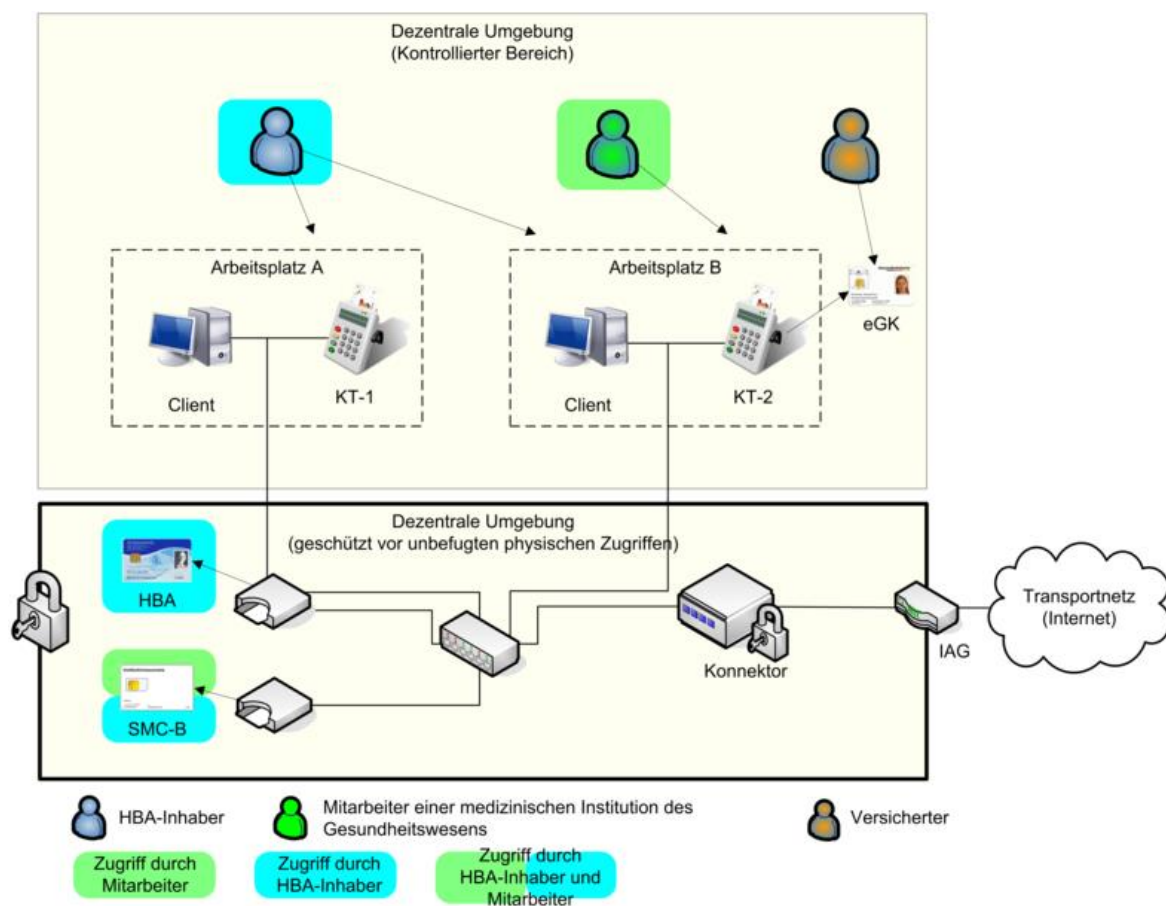 Dezentrale Umgebung
(Kontrollierter Bereich)
Arbeitsplatz A
Arbeitsplatz B
eGK
Client
KT-1
Client
KT-2
Dezentrale Umgebung
(geschützt vor unbefugten physischen Zugriffen)
HBA
Transportnetz
(Internet)
Konnektor
IAG
SMC-B
HBA-Inhaber
Mitarbeiter einer medizinischen Institution des
Gesundheitswesens
Versicherter
Zugriff durch
Mitarbeiter
Zugriff durch
HBA-Inhaber
Zugriff durch
HBA-Inhaber und
Mitarbeiter